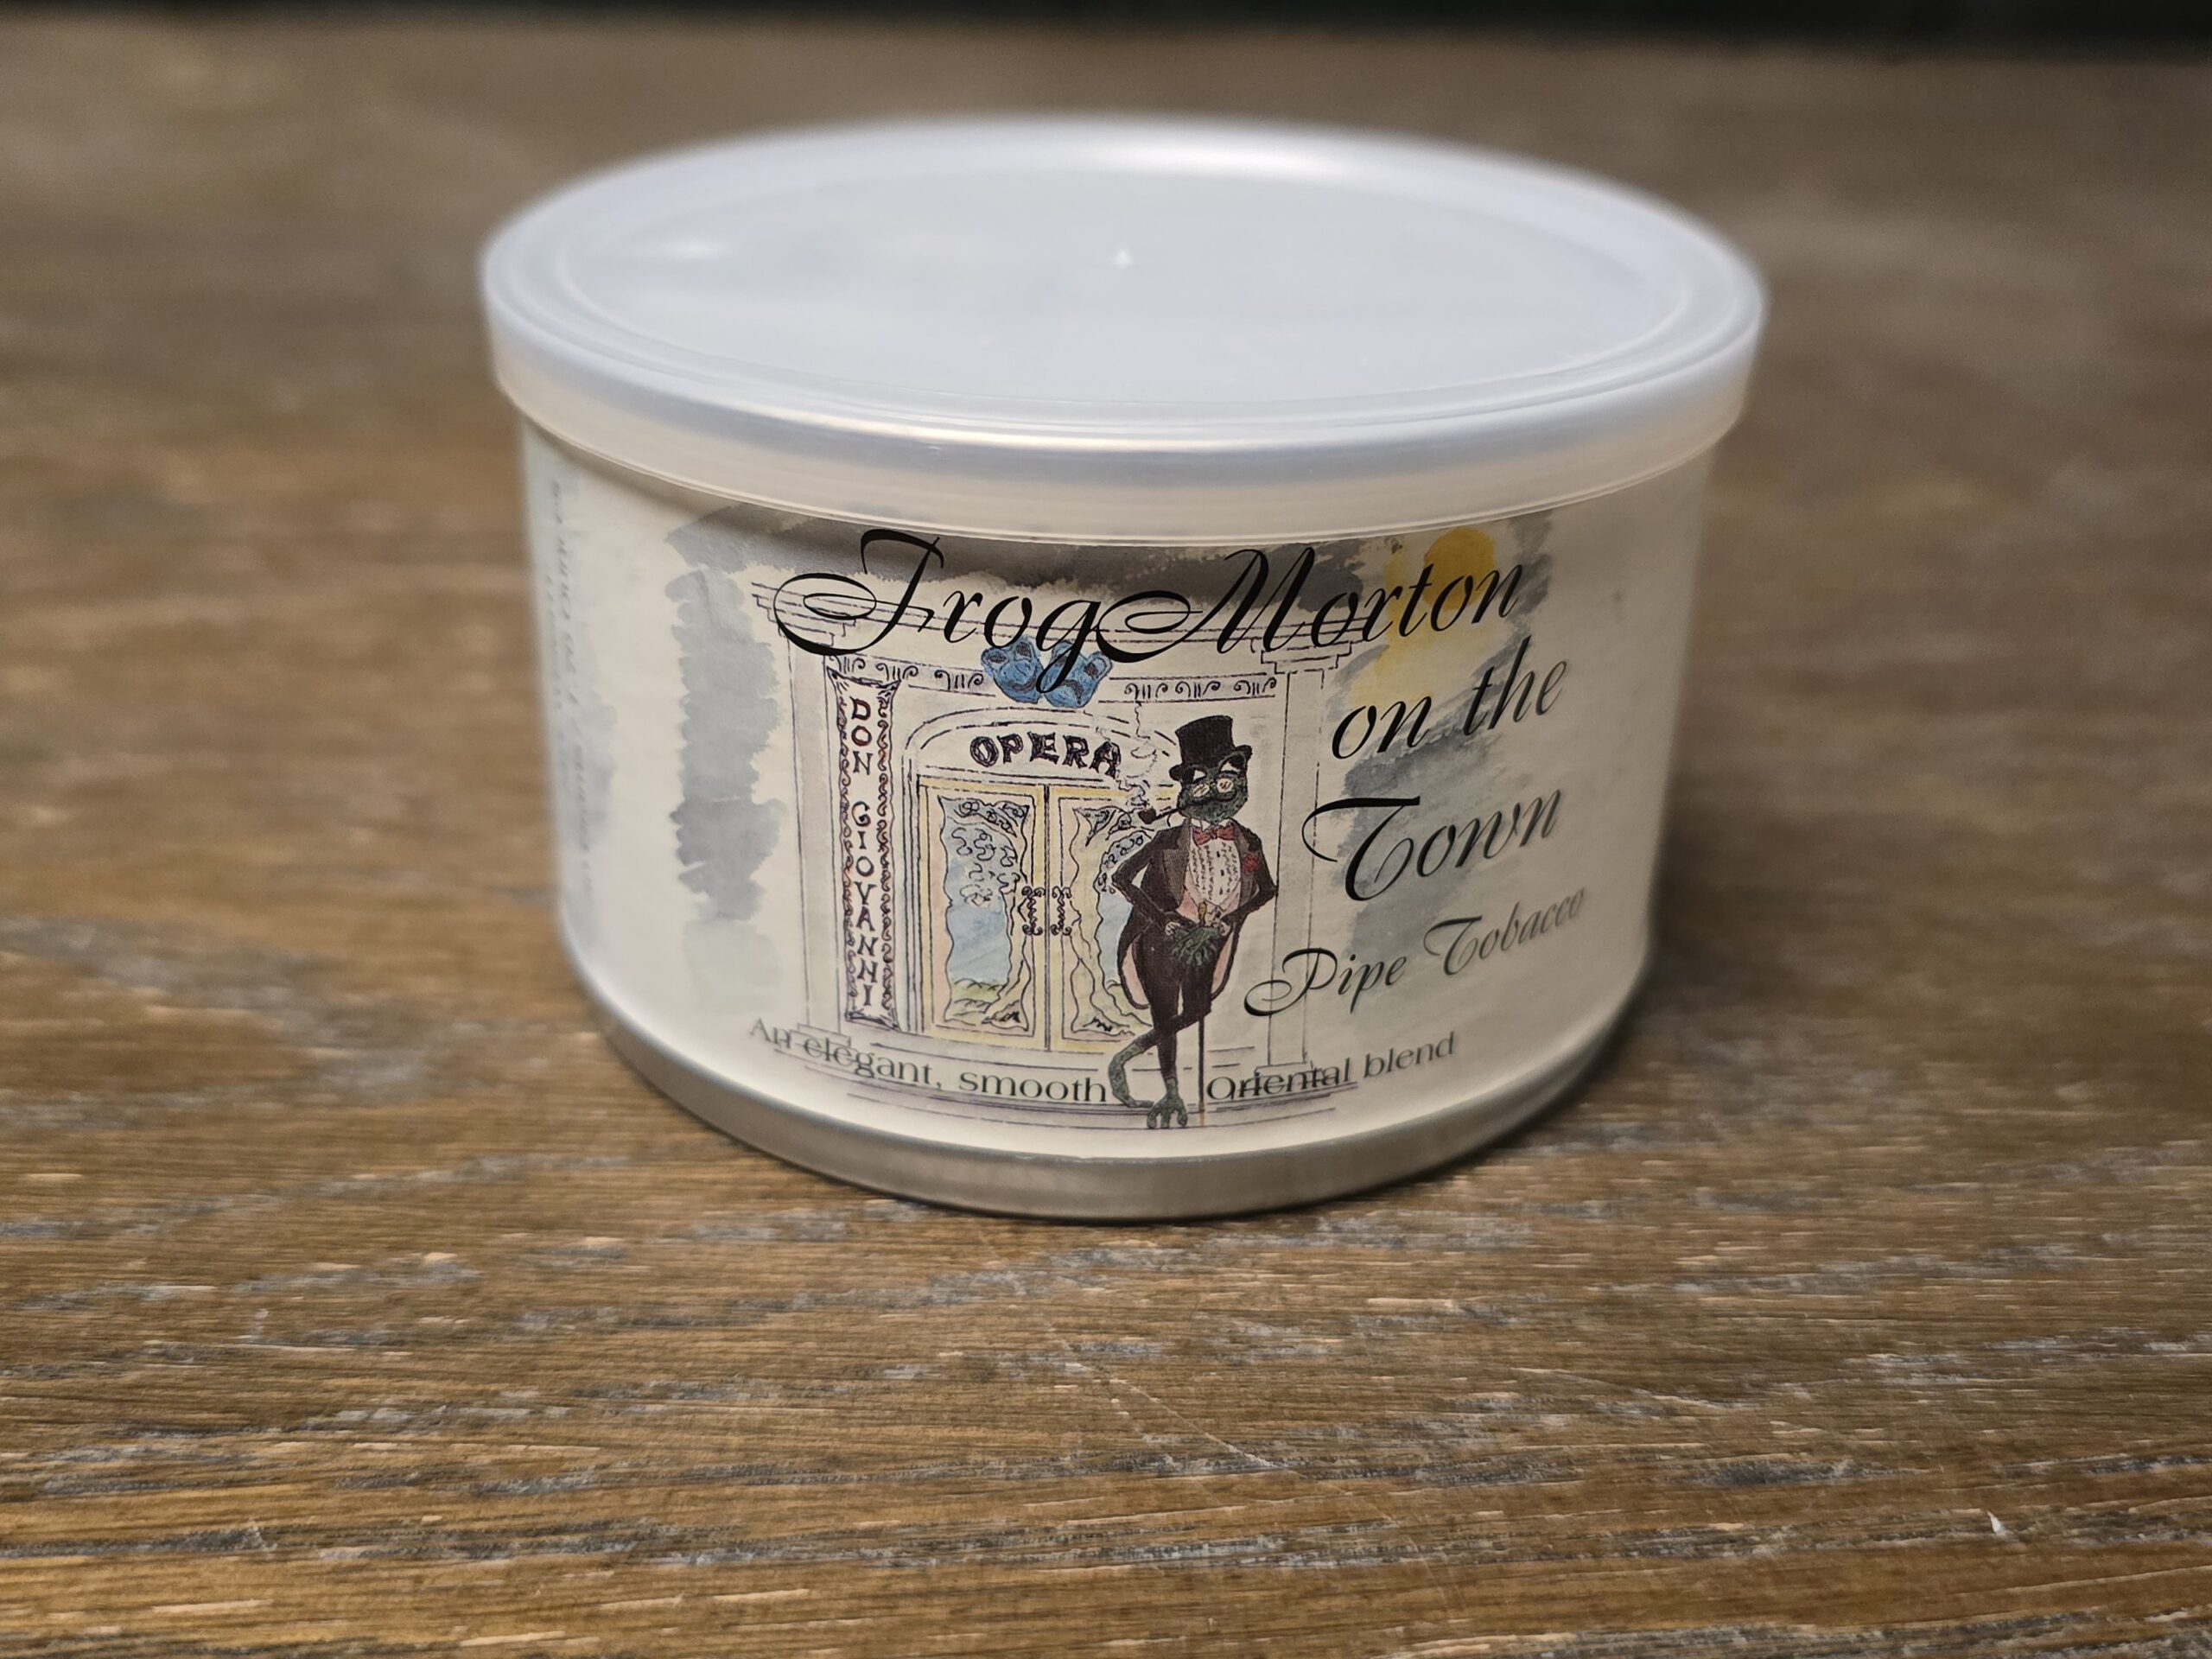 FrogMorton
on the
Town
Pipe Tobacco
OPERA
DON GIOVANNI
An elegant, smooth Oriental blend